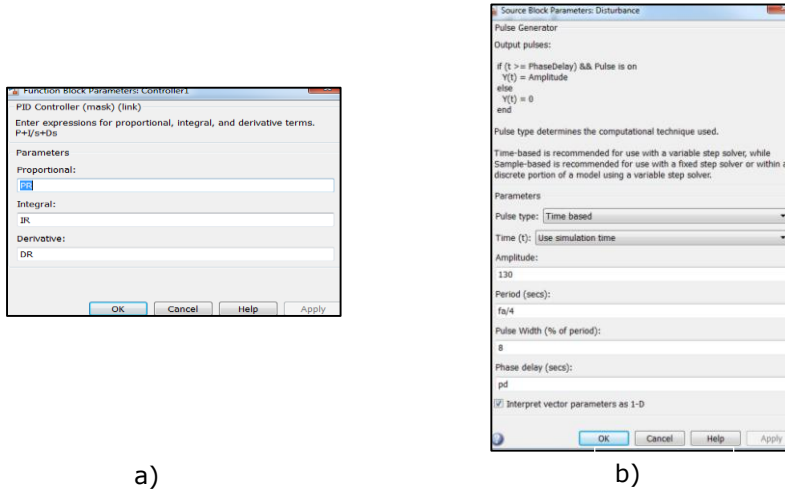 Function Block Parameters: Controller1
PID Controller (mask) (link)
Enter expressions for proportional, integral, and derivative terms.
P+I/s+Ds
Parameters
Proportional:
PR
Integral:
IR
Derivative:
DR
OK Cancel Help Apply
a)
Source Block Parameters: Disturbance
Pulse Generator
Output pulses:
if (t >= PhaseDelay) && Pulse is on
Y(t) = Amplitude
else
Y(t) = 0
end
Pulse type determines the computational technique used.
Time-based is recommended for use with a variable step solver, while
Sample-based is recommended for use with a fixed step solver or within a
discrete portion of a model using a variable step solver.
Parameters
Pulse type: Time based
Time (t): Use simulation time
Amplitude:
130
Period (secs):
fa/4
Pulse Width (% of period):
8
Phase delay (secs):
pd
Interpret vector parameters as 1-D
OK Cancel Help Apply
b)